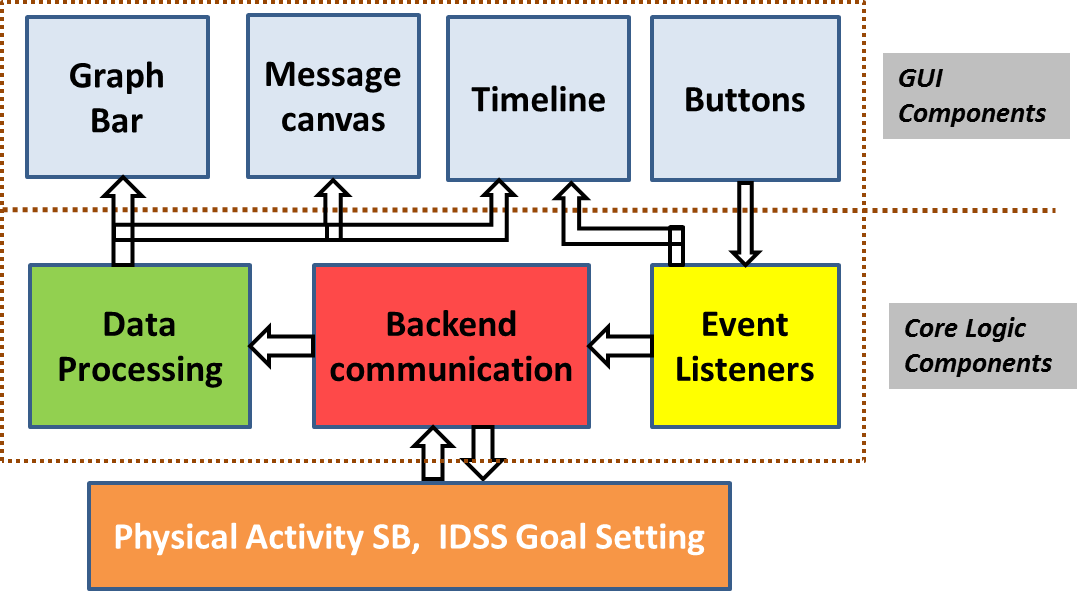 Graph
Bar
Message
canvas
Timeline
Buttons
GUI
Components
Data
Processing
Backend
communication
Event
Listeners
Core Logic
Components
Physical Activity SB,  IDSS Goal Setting